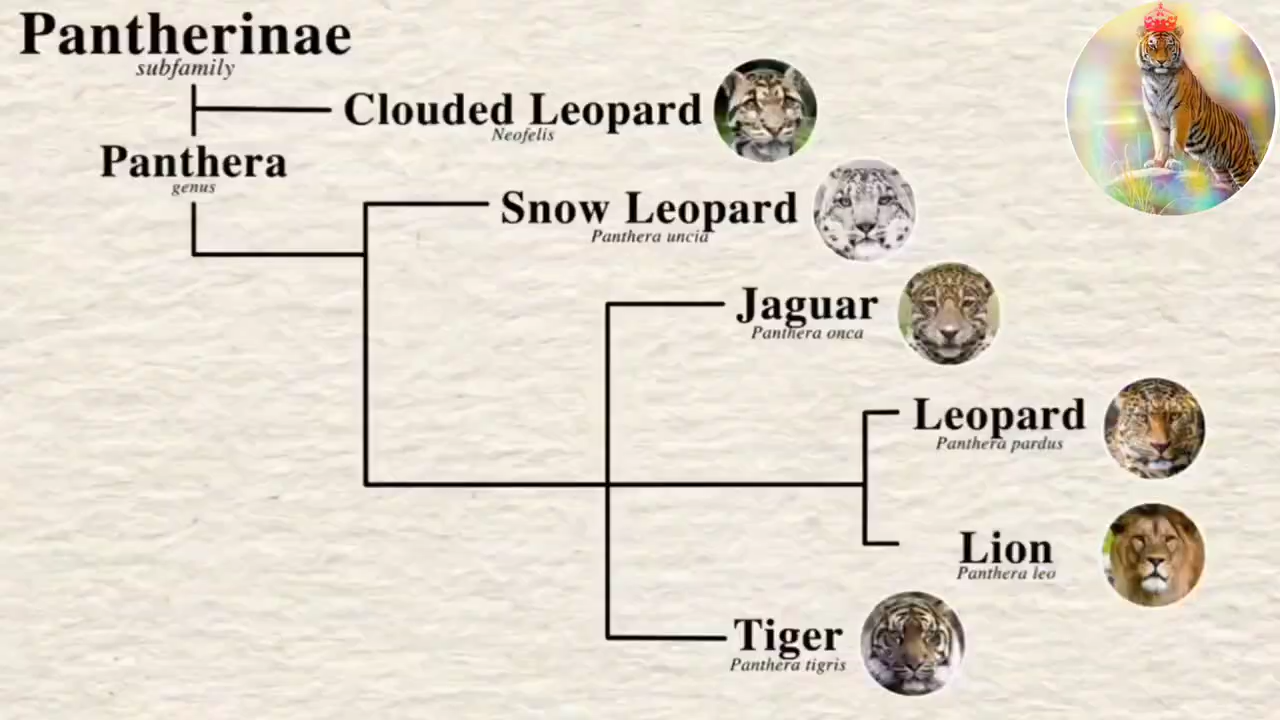 Pantherinae
subfamily
Clouded Leopard
Neofelis
Panthera
genus
Snow Leopard
Panthera uncia
Jaguar
Panthera onca
Leopard
Panthera pardus
Lion
Panthera leo
Tiger
Panthera tigris